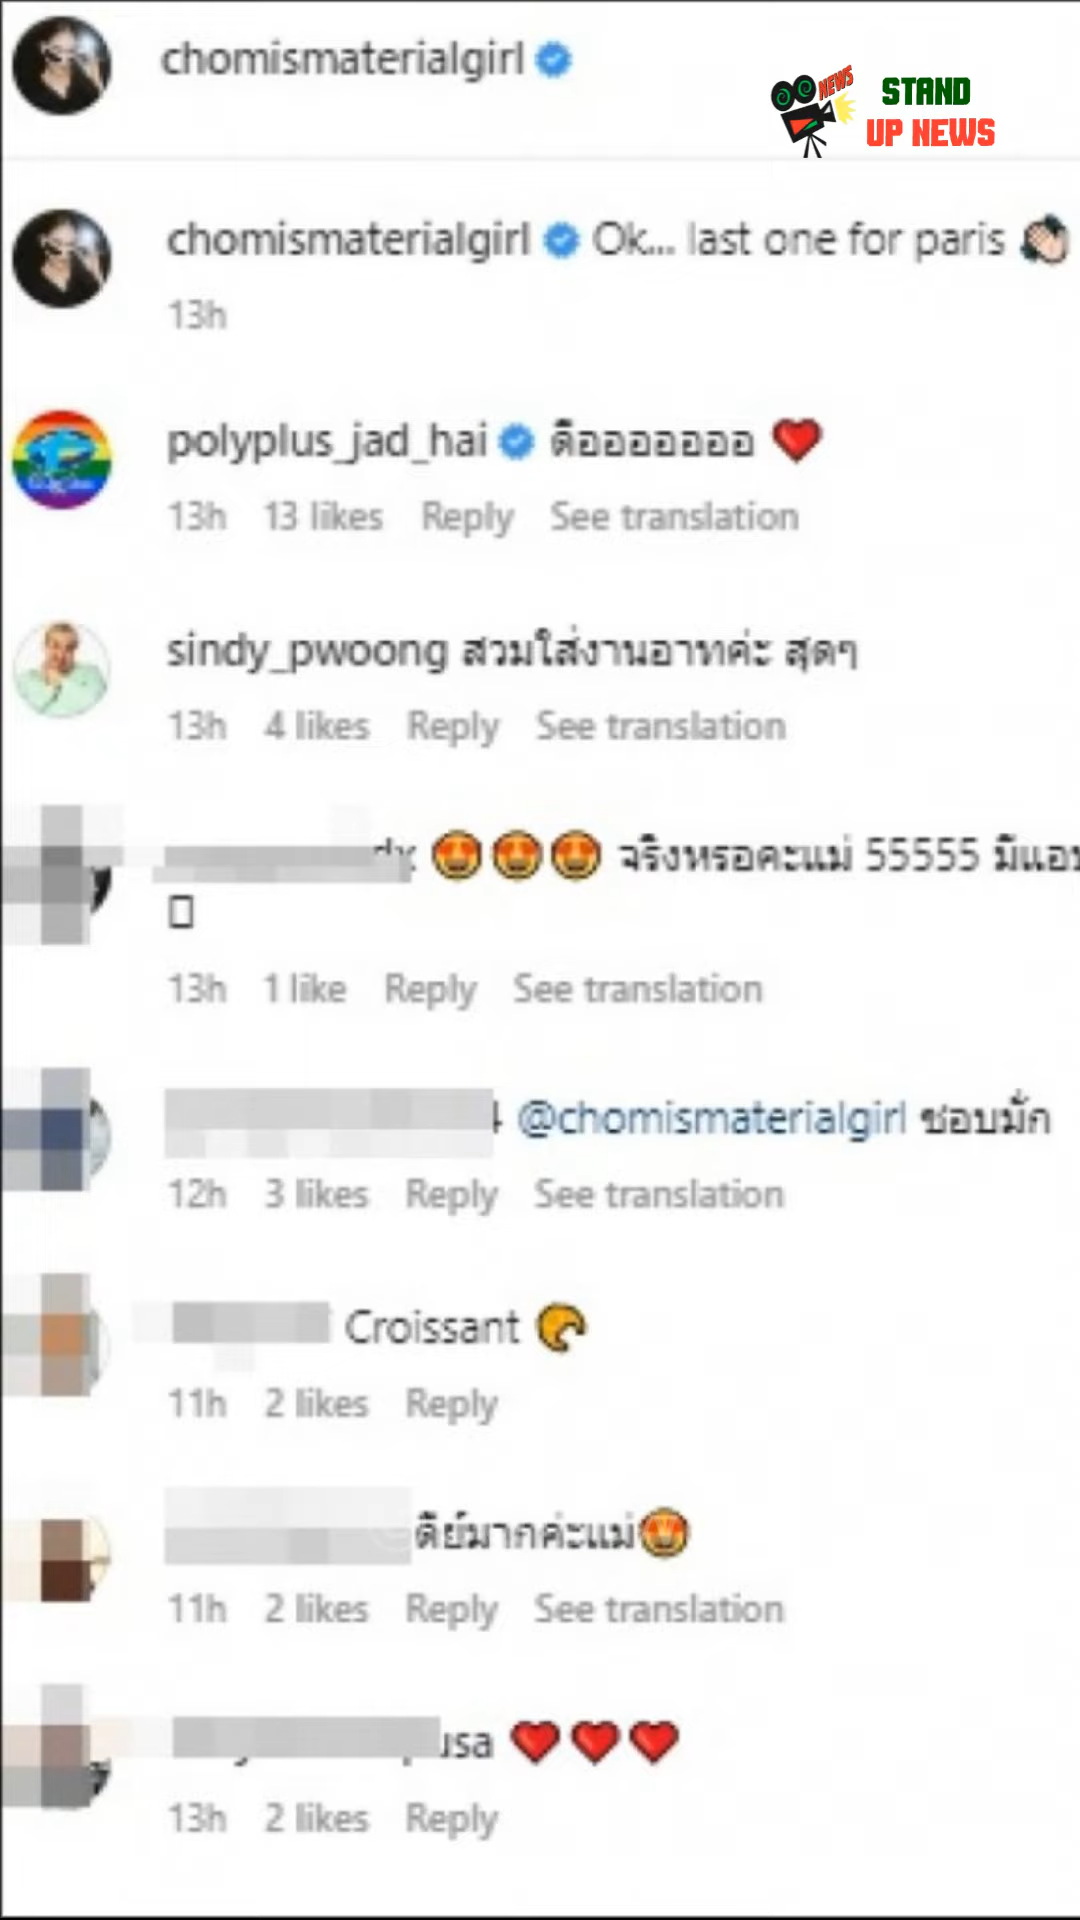 chomismaterialgirl
NEWS
STAND
UP NEWS
chomismaterialgirl Ok... last one for paris
13h
polyplus_jad_hai ดือออออออ
13h 13 likes Reply See translation
sindy_pwoong สวมใส่งานอาทค่ะ สุดๆ
13h 4 likes Reply See translation
จริงหรอคะแม่ 55555
13h 1 like Reply See translation
@chomismaterialgirl ชอบมั่ก
12h 3 likes Reply See translation
Croissant
11h 2 likes Reply
ดีย์มากค่ะแม่
11h 2 likes Reply See translation
usa
13h 2 likes Reply